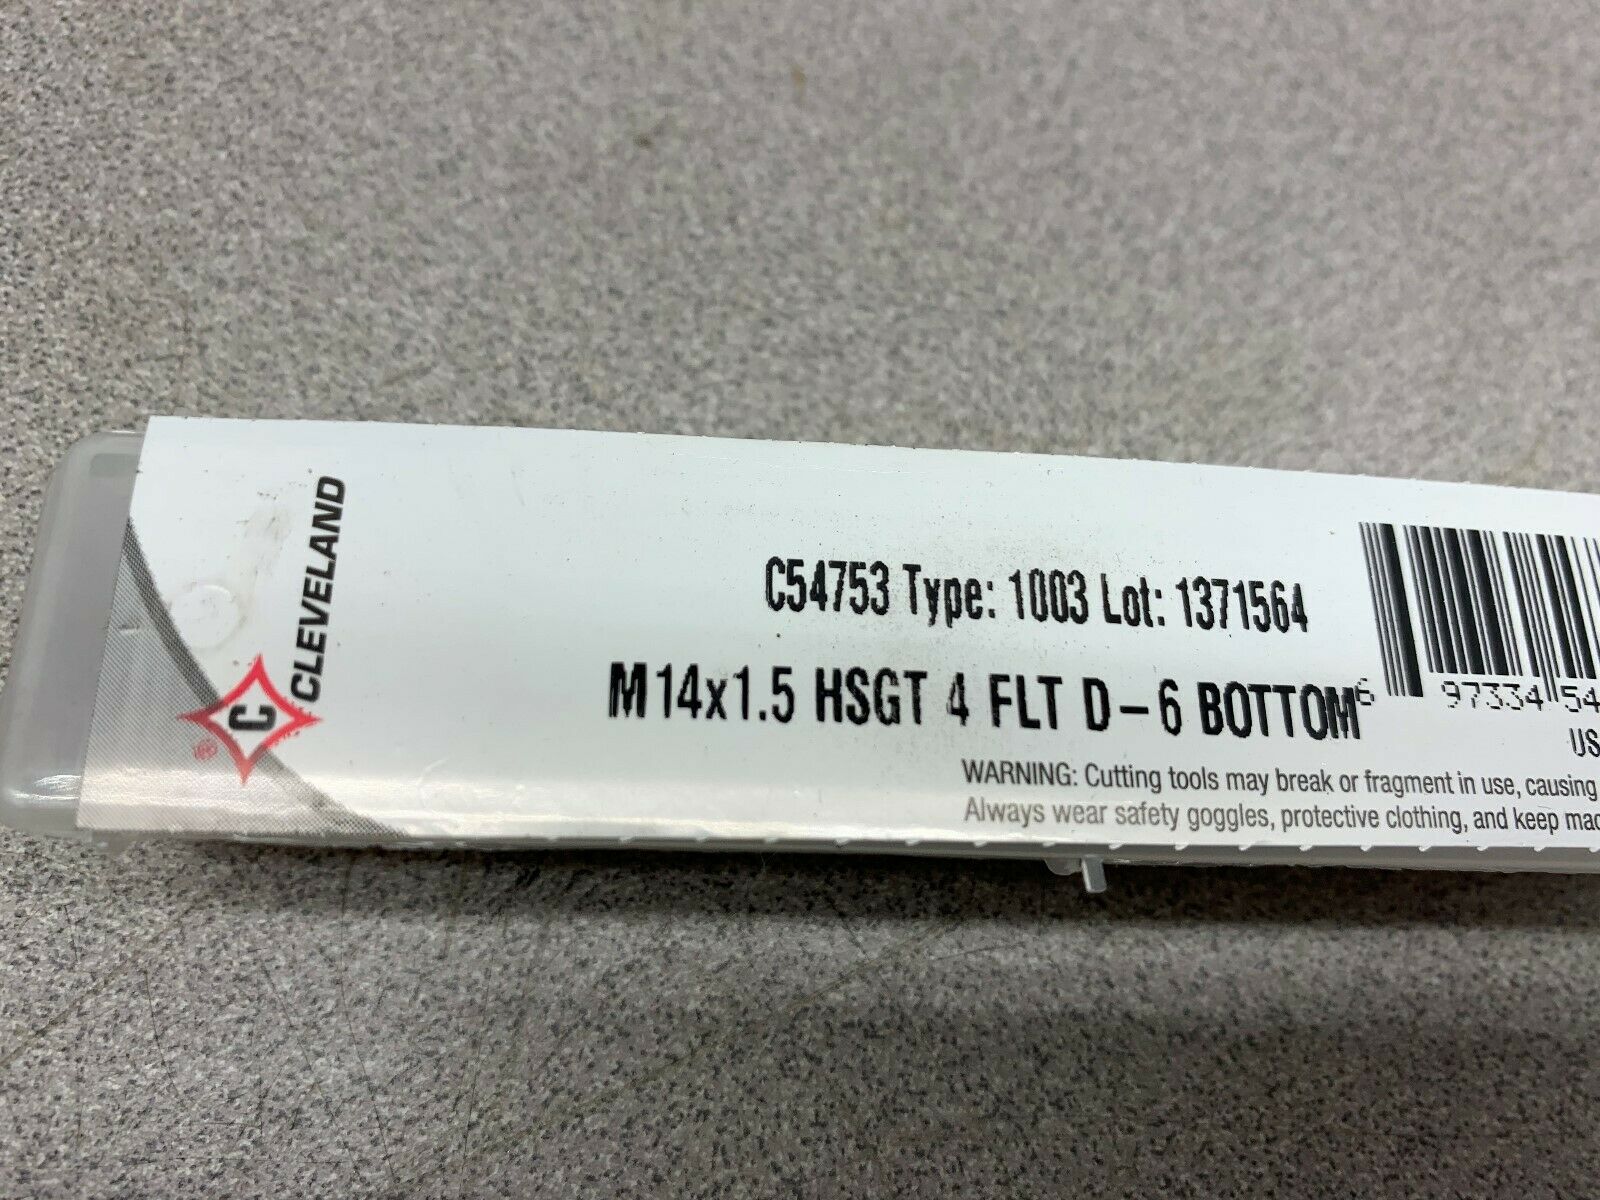 C CLEVELAND
®
C54753 Type: 1003 Lot: 1371564
M14x1.5 HSGT 4 FLT D-6 BOTTOM
6 97334 54
US
WARNING: Cutting tools may break or fragment in use, causing
Always wear safety goggles, protective clothing, and keep mac